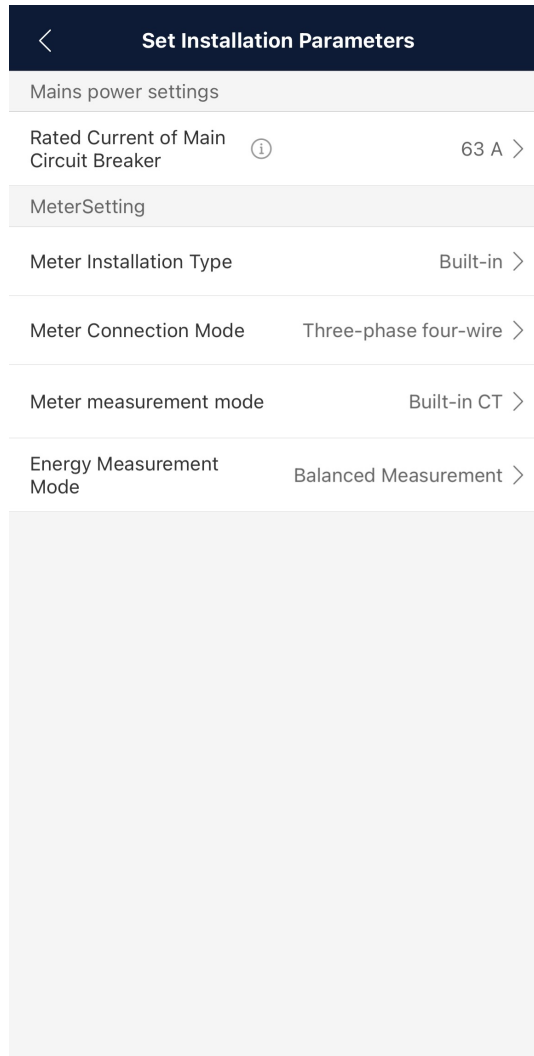 Set Installation Parameters
Mains power settings
Rated Current of Main
Circuit Breaker
63 A
MeterSetting
Meter Installation Type
Built-in
Meter Connection Mode
Three-phase four-wire
Meter measurement mode
Built-in CT
Energy Measurement
Mode
Balanced Measurement